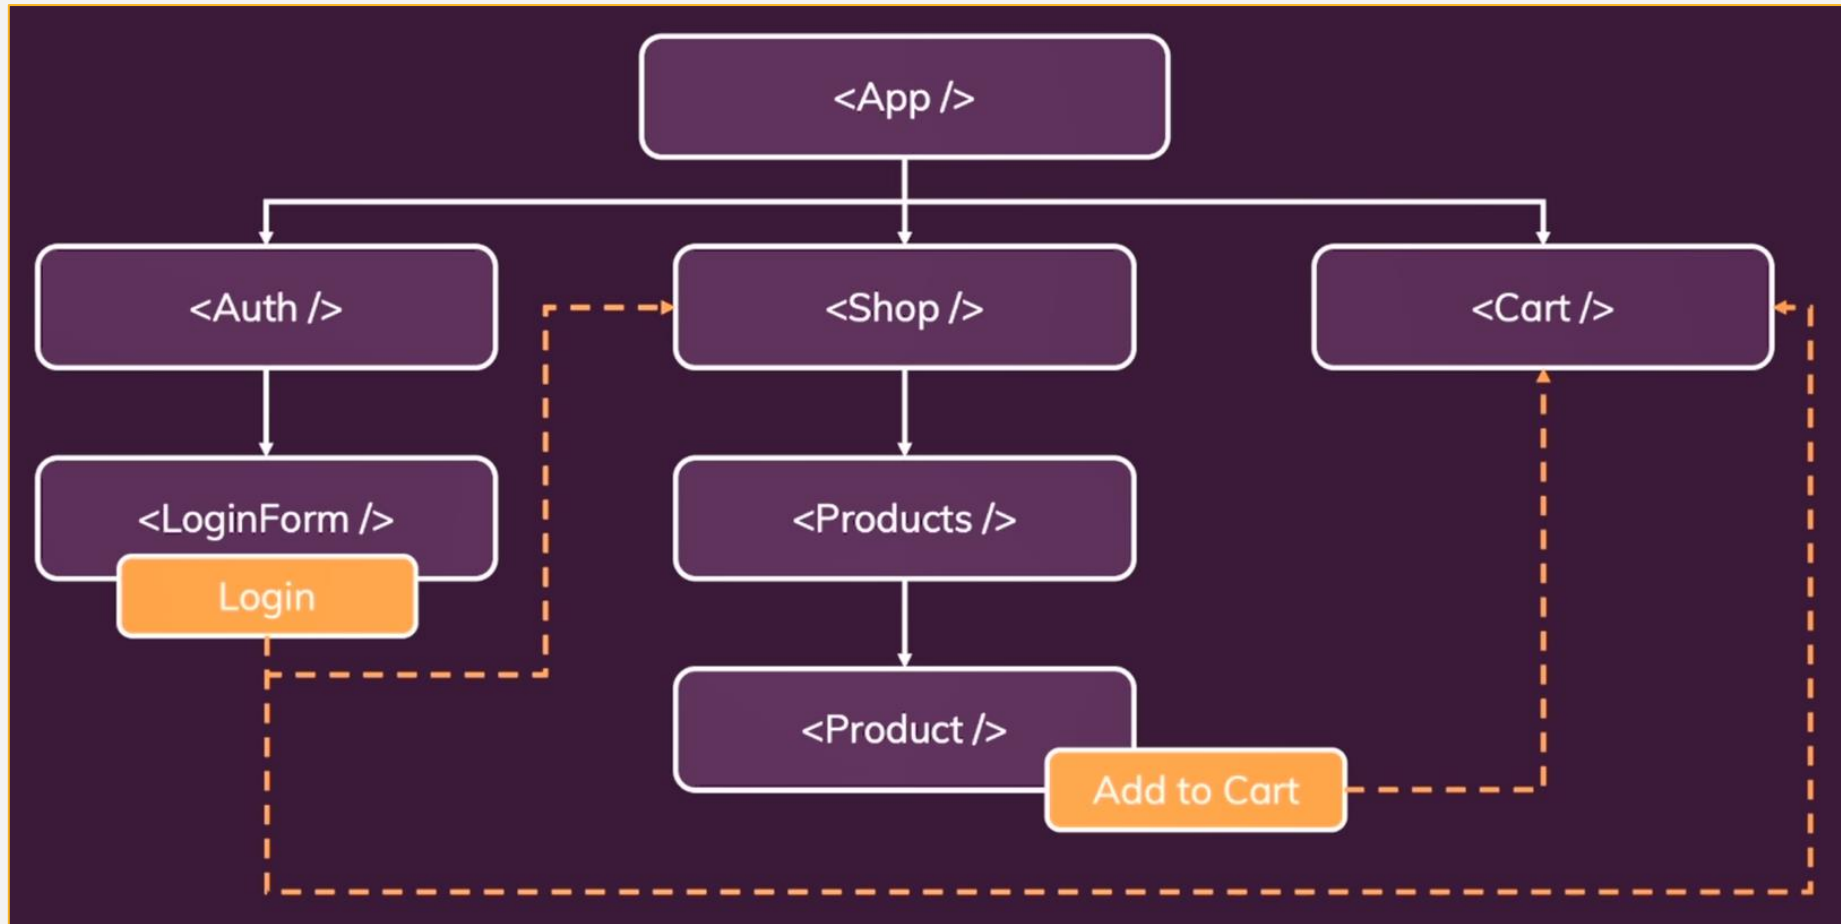 <App />
<Auth />
<Shop />
<Cart />
<LoginForm />
<Products />
Login
<Product />
Add to Cart